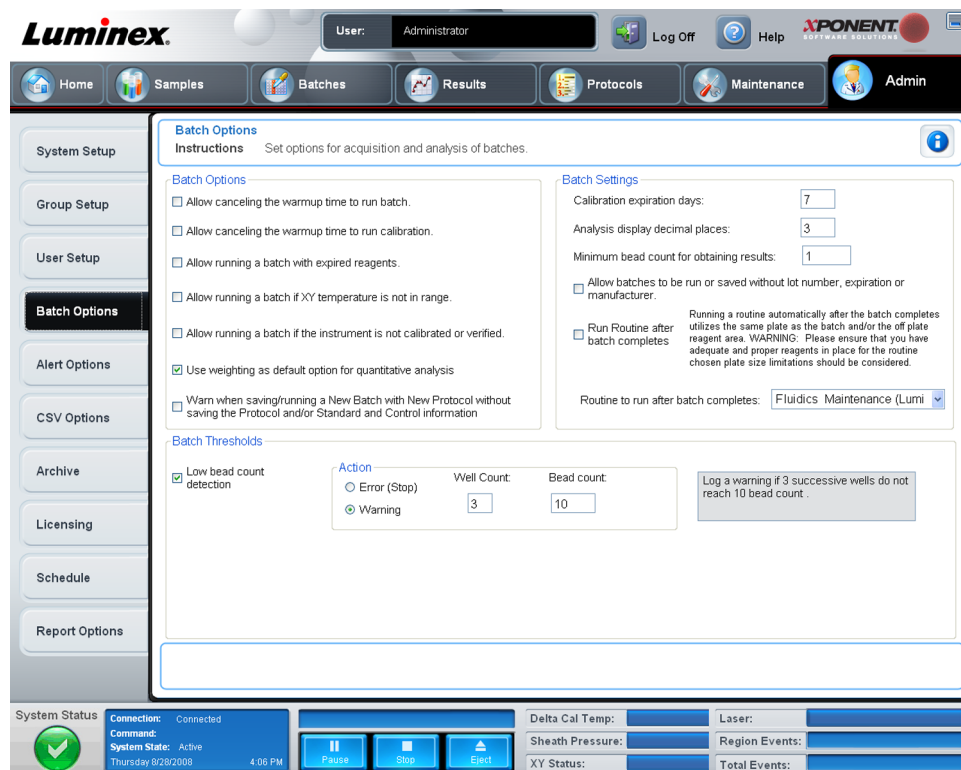 Luminex.
User: Administrator
Log Off
Help
XPONENT.
SOFTWARE SOLUTIONS
Home
Samples
Batches
Results
Protocols
Maintenance
Admin
System Setup
Group Setup
User Setup
Batch Options
Alert Options
CSV Options
Archive
Licensing
Schedule
Report Options
Batch Options
Instructions Set options for acquisition and analysis of batches.
Batch Options
Allow canceling the warmup time to run batch.
Allow canceling the warmup time to run calibration.
Allow running a batch with expired reagents.
Allow running a batch if XY temperature is not in range.
Allow running a batch if the instrument is not calibrated or verified.
Use weighting as default option for quantitative analysis
Warn when saving/running a New Batch with New Protocol without
saving the Protocol and/or Standard and Control information
Batch Settings
Calibration expiration days: 7
Analysis display decimal places: 3
Minimum bead count for obtaining results: 1
Allow batches to be run or saved without lot number, expiration or
manufacturer.
Run Routine after
batch completes
Running a routine automatically after the batch completes
utilizes the same plate as the batch and/or the off plate
reagent area. WARNING: Please ensure that you have
adequate and proper reagents in place for the routine
chosen plate size limitations should be considered.
Routine to run after batch completes: Fluidics Maintenance (Lumi
Batch Thresholds
Low bead count
detection
Action
Error (Stop)
Warning
Well Count:
3
Bead count:
10
Log a warning if 3 successive wells do not
reach 10 bead count .
System Status
Connection: Connected
Command:
System State: Active
Thursday 8/28/2008 4:06 PM
Pause
Stop
Eject
Delta Cal Temp:
Sheath Pressure:
XY Status:
Laser:
Region Events:
Total Events: